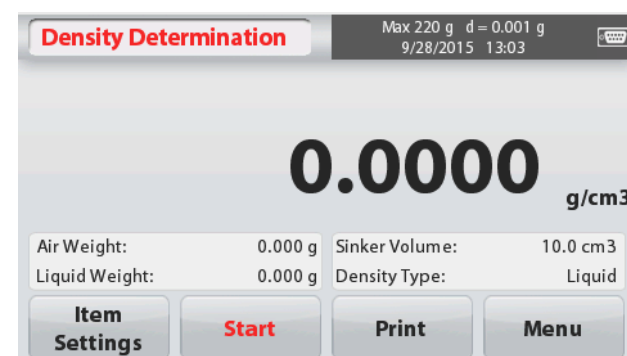 Density Determination
Max 220 g d = 0.001 g
9/28/2015 13:03
0.0000 g/cm3
Air Weight: 0.000 g
Sinker Volume: 10.0 cm3
Liquid Weight: 0.000 g
Density Type: Liquid
Item Settings
Start
Print
Menu